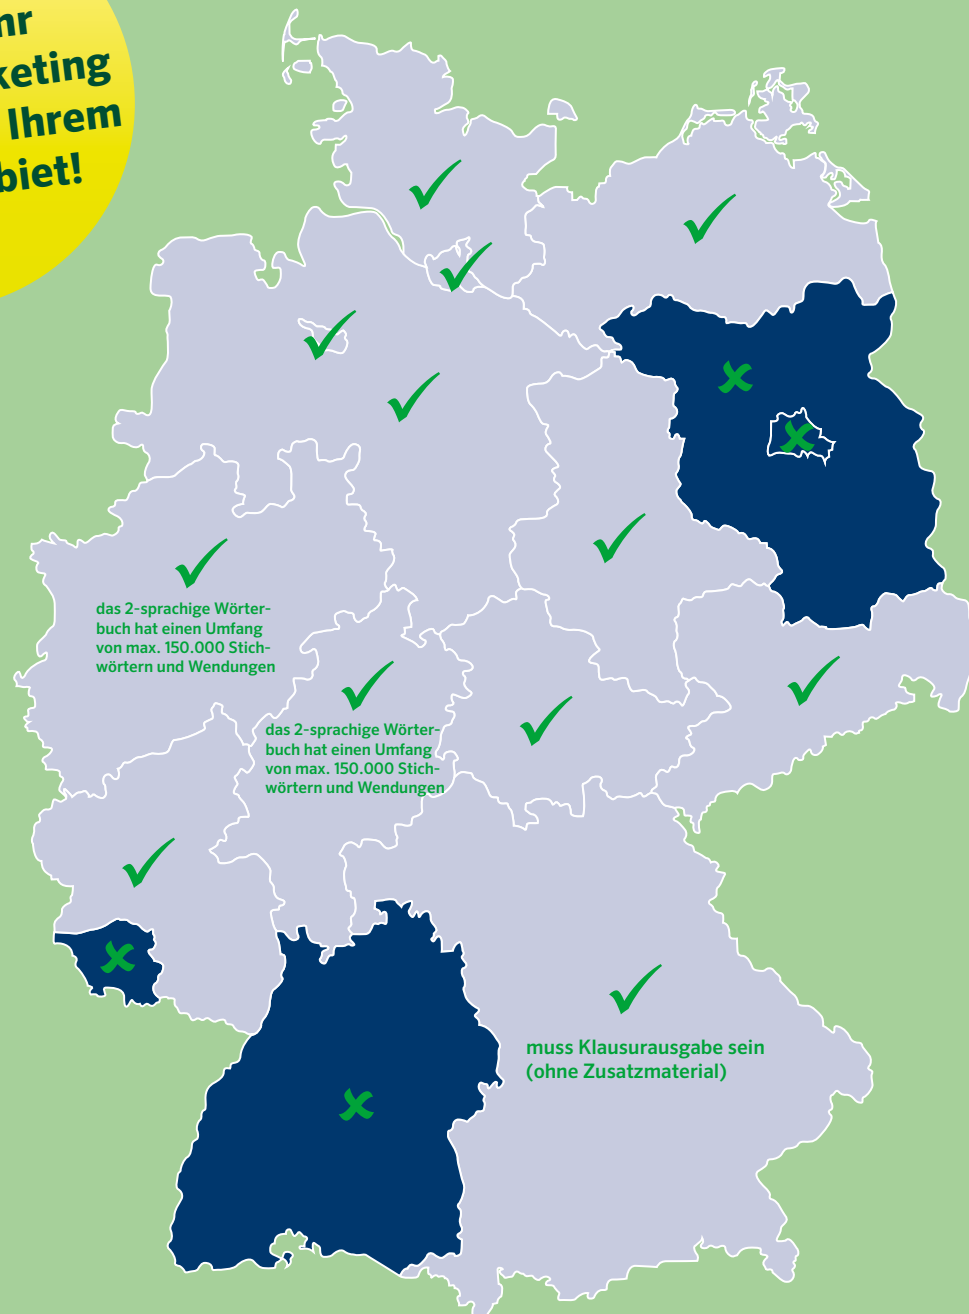 Ihrem
das 2-sprachige Wörter-
buch hat einen Umfang
von max. 150.000 Stich-
wörtern und Wendungen
das 2-sprachige Wörter-
buch hat einen Umfang
von max. 150.000 Stich-
wörtern und Wendungen
muss Klausurausgabe sein
(ohne Zusatzmaterial)